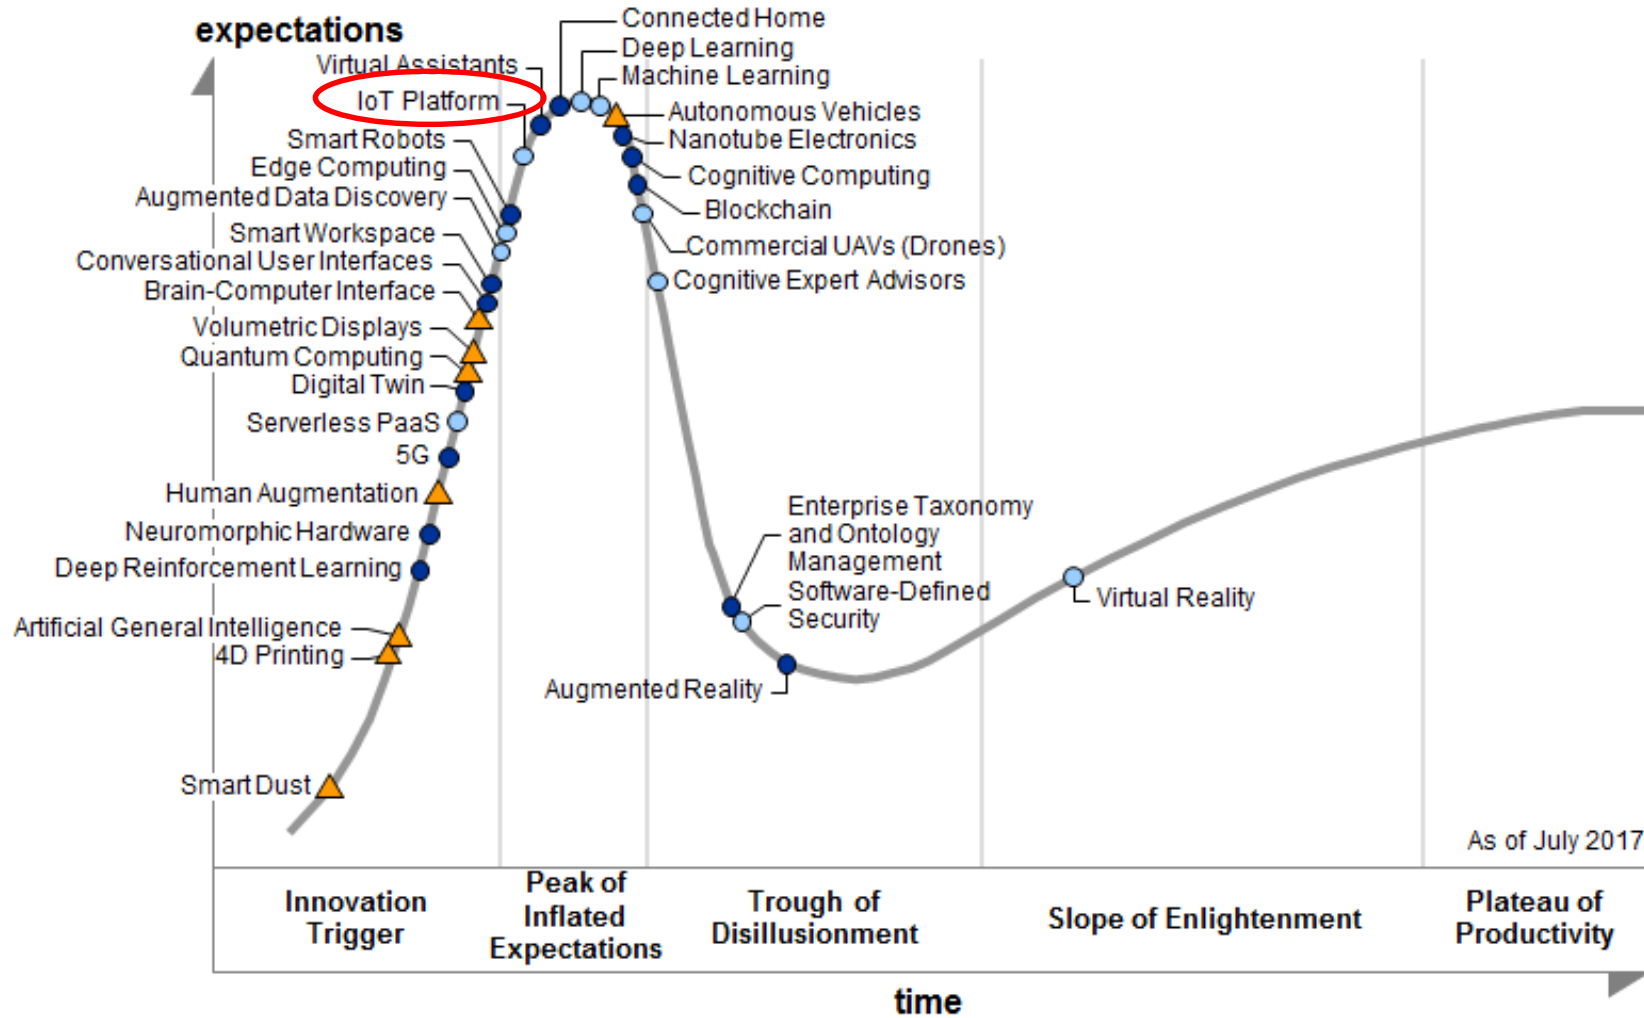 expectations
Connected Home
Deep Learning
Virtual Assistants
Machine Learning
IoT Platform
Autonomous Vehicles
Smart Robots
Nanotube Electronics
Edge Computing
Cognitive Computing
Augmented Data Discovery
Blockchain
Smart Workspace
Commercial UAVs (Drones)
Conversational User Interfaces
Cognitive Expert Advisors
Brain-Computer Interface
Volumetric Displays
Quantum Computing
Digital Twin
Serverless PaaS
5G
Human Augmentation
Enterprise Taxonomy
and Ontology
Management
Neuromorphic Hardware
Deep Reinforcement Learning
Software-Defined
Security
Virtual Reality
Artificial General Intelligence
4D Printing
Augmented Reality
Smart Dust
As of July 2017
Innovation
Trigger
Peak of
Inflated
Expectations
Trough of
Disillusionment
Slope of Enlightenment
Plateau of
Productivity
time